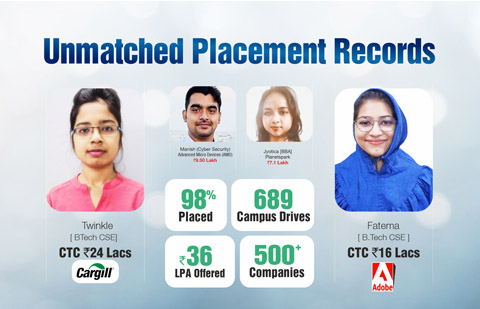 Unmatched Placement Records
Manish (Cyber Security)
Advanced Micro Devices (AMD)
₹9.50 Lakh
Jyotica [BBA]
Planetspark
₹7.1 Lakh
98%
Placed
689
Campus Drives
₹36
LPA Offered
500+
Companies
Twinkle
[ BTech CSE]
CTC ₹24 Lacs
Cargill
Fatema
[ B.Tech CSE ]
CTC ₹16 Lacs
Adobe